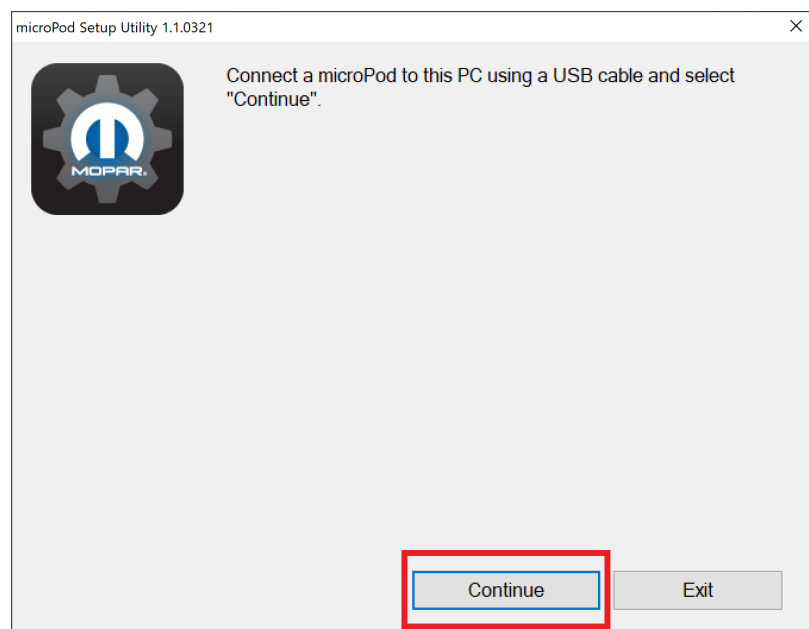 microPod Setup Utility 1.1.0321
Connect a microPod to this PC using a USB cable and select
"Continue".
MOPAR.
Continue
Exit